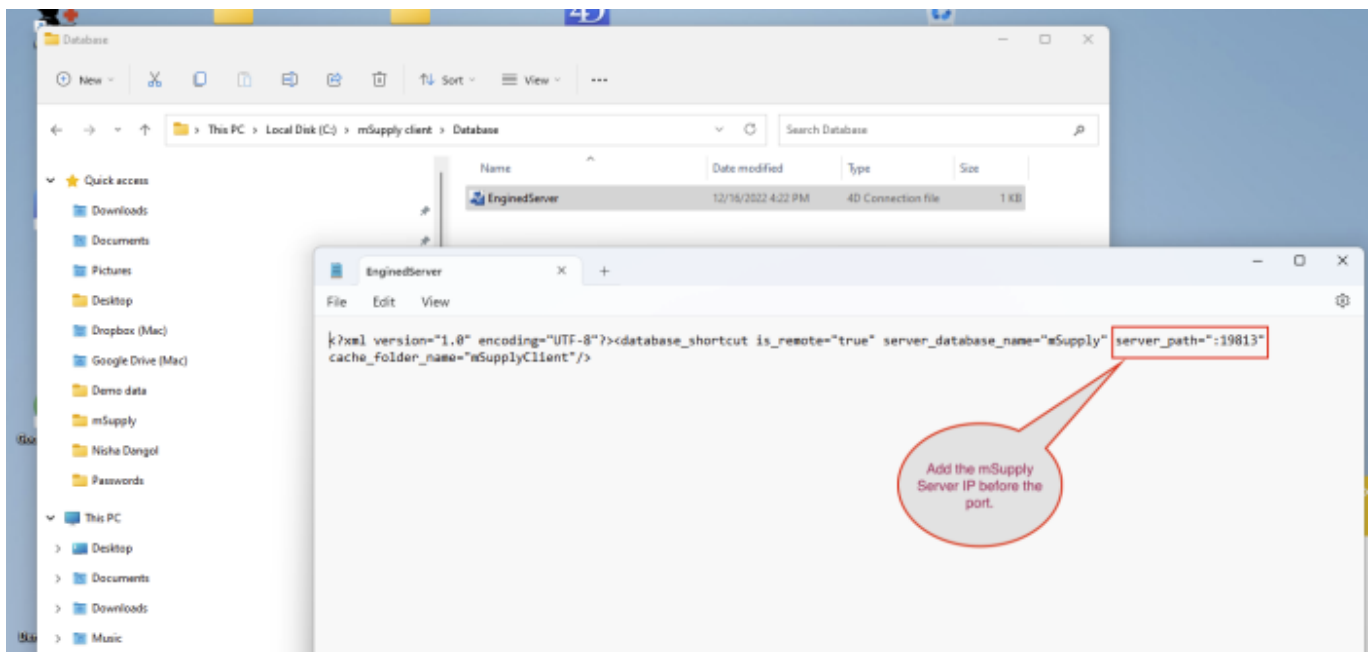 4D
Database
New
Sort
View
This PC > Local Disk (C:) > mSupply client > Database
Search Database
Name
Date modified
Type
Size
EnginedServer
12/16/2022 4:22 PM
4D Connection file
1 KB
Quick access
Downloads
Documents
Pictures
Desktop
Dropbox (Mac)
Google Drive (Mac)
Demo data
mSupply
Nisha Dangol
Passwords
This PC
Desktop
Documents
Downloads
Music
EnginedServer
File Edit View
<?xml version="1.0" encoding="UTF-8"?><database_shortcut is_remote="true" server_database_name="mSupply" server_path=":19813"
cache_folder_name="mSupplyClient"/>
Add the mSupply
Server IP before the
port.